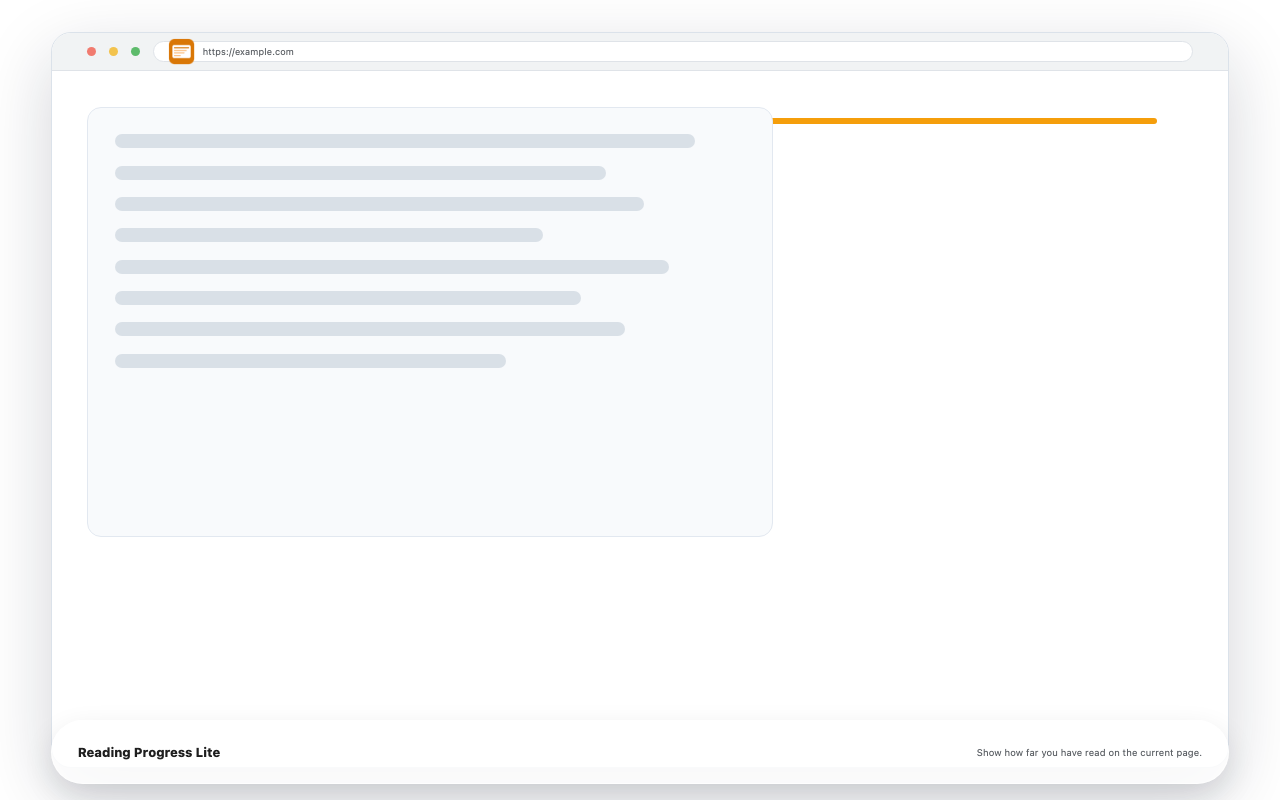 https://example.com
Reading Progress Lite
Show how far you have read on the current page.